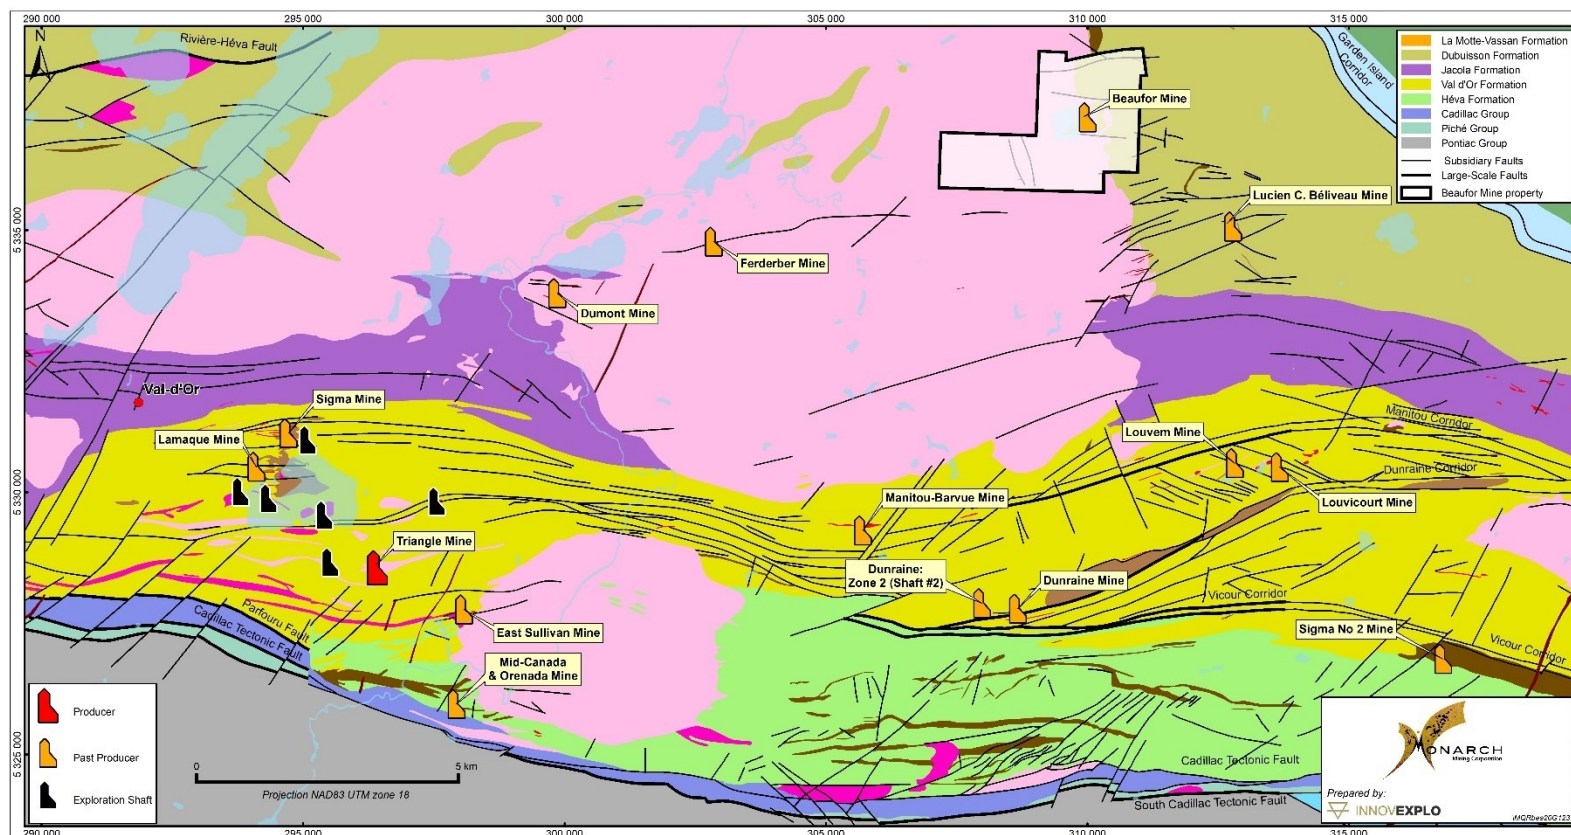 290 000
295 000
300 000
305 000
310 000
315 000
N
Rivière-Héva Fault
Garden Island
Corridor
La Motte-Vassan Formation
Dubuisson Formation
Jacola Formation
Val d'Or Formation
Héva Formation
Cadillac Group
Piché Group
Pontiac Group
Subsidiary Faults
Large-Scale Faults
Beaufor Mine property
Beaufor Mine
Lucien C. Béliveau Mine
5 335 000
Ferderber Mine
Dumont Mine
Val-d'Or
Sigma Mine
Lamaque Mine
Manitou Corridor
Louvem Mine
Dunraine Corridor
Louvicourt Mine
5 330 000
Manitou-Barvue Mine
Triangle Mine
Dunraine:
Zone 2 (Shaft #2)
Dunraine Mine
Vicour Corridor
Parfouru Fault
Cadillac Tectonic Fault
East Sullivan Mine
Sigma No 2 Mine
Vicour Corridor
Mid-Canada
& Orenada Mine
Producer
Past Producer
Exploration Shaft
5 325 000
0
5 km
Projection NAD83 UTM zone 18
Cadillac Tectonic Fault
South Cadillac Tectonic Fault
MONARCH
Mining Corporation
Prepared by:
INNOVEXPLO
290 000
295 000
300 000
305 000
310 000
315 000